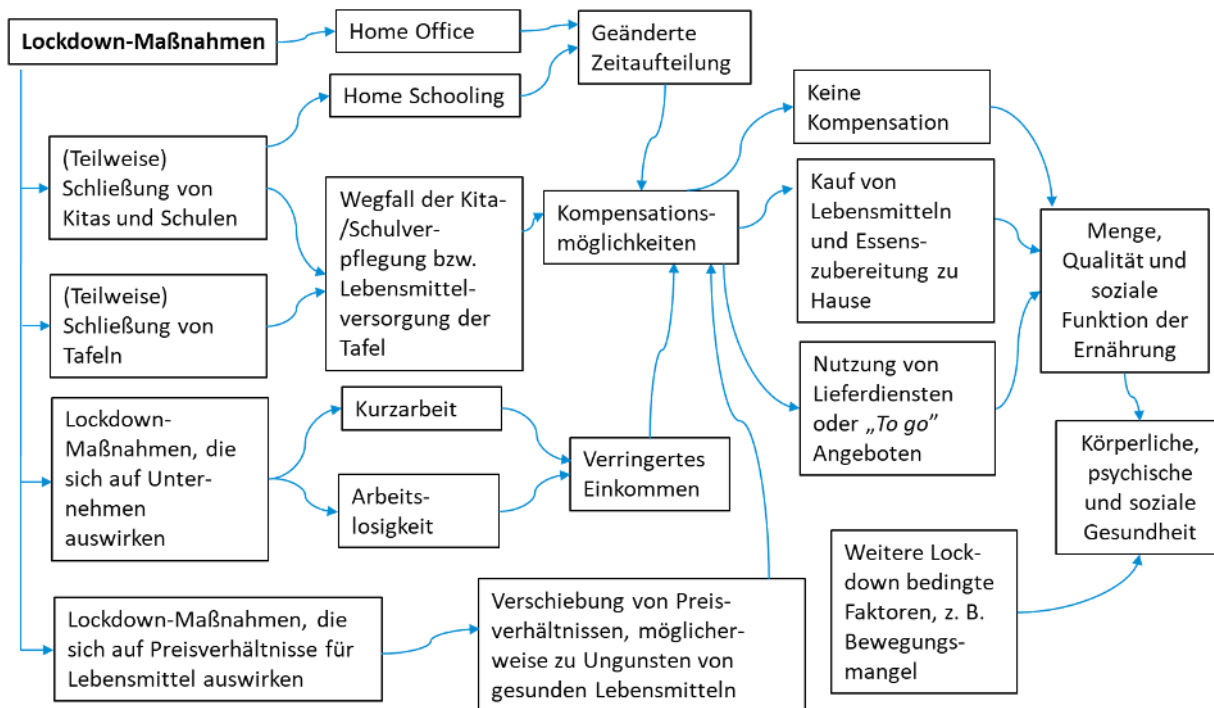 Lockdown-Maßnahmen
Home Office
Geänderte
Zeitaufteilung
Home Schooling
Keine
Kompensation
(Teilweise)
Schließung von
Kitas und Schulen
Wegfall der Kita-
/Schulver-
pflegung bzw.
Lebensmittel-
versorgung der
Tafel
Kompensations-
möglichkeiten
Kauf von
Lebensmitteln
und Essens-
zubereitung zu
Hause
Menge,
Qualität und
soziale
Funktion der
Ernährung
(Teilweise)
Schließung von
Tafeln
Nutzung von
Lieferdiensten
oder „To go”
Angeboten
Lockdown-
Maßnahmen, die
sich auf Unter-
nehmen
auswirken
Kurzarbeit
Arbeits-
losigkeit
Verringertes
Einkommen
Körperliche,
psychische
und soziale
Gesundheit
Weitere Lock-
down bedingte
Faktoren, z. B.
Bewegungs-
mangel
Lockdown-Maßnahmen, die
sich auf Preisverhältnisse für
Lebensmittel auswirken
Verschiebung von Preis-
verhältnissen, möglicher-
weise zu Ungunsten von
gesunden Lebensmitteln